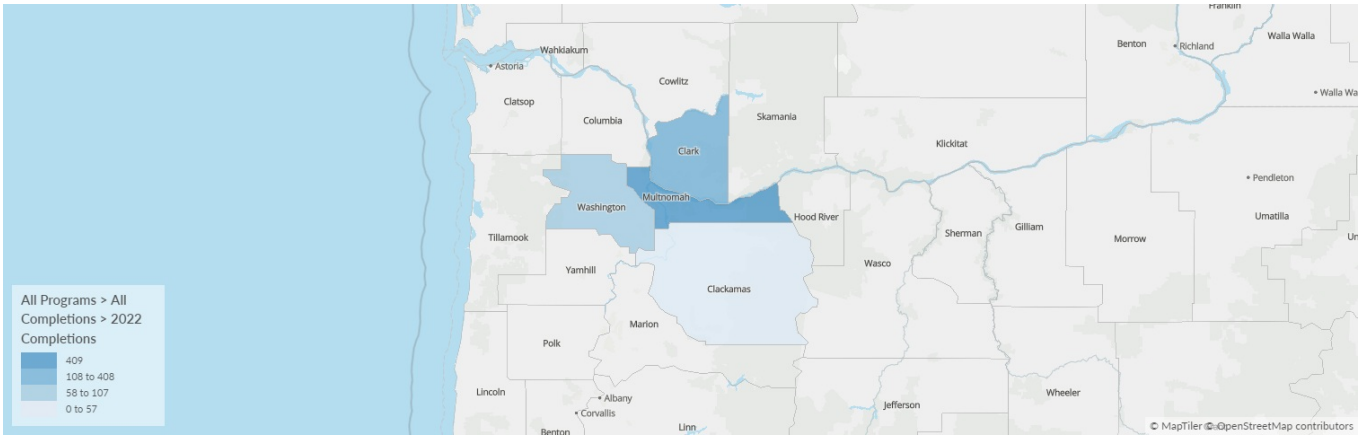 Franklin
Benton
Richland
Walla Walla
Wahkiakum
Astoria
Cowlitz
Walla Wa
Clatsop
Columbia
Skamania
Klickitat
Clark
Pendleton
Multnomah
Washington
Hood River
Umatilla
Gilliam
Sherman
Morrow
Tillamook
Un
Wasco
Yamhill
Clackamas
All Programs > All
Completions > 2022
Completions
409
108 to 408
58 to 107
0 to 57
Marion
Polk
Lincoln
Wheeler
Albany
Jefferson
Corvallis
Linn
Benton
© MapTiler © OpenStreetMap contributors